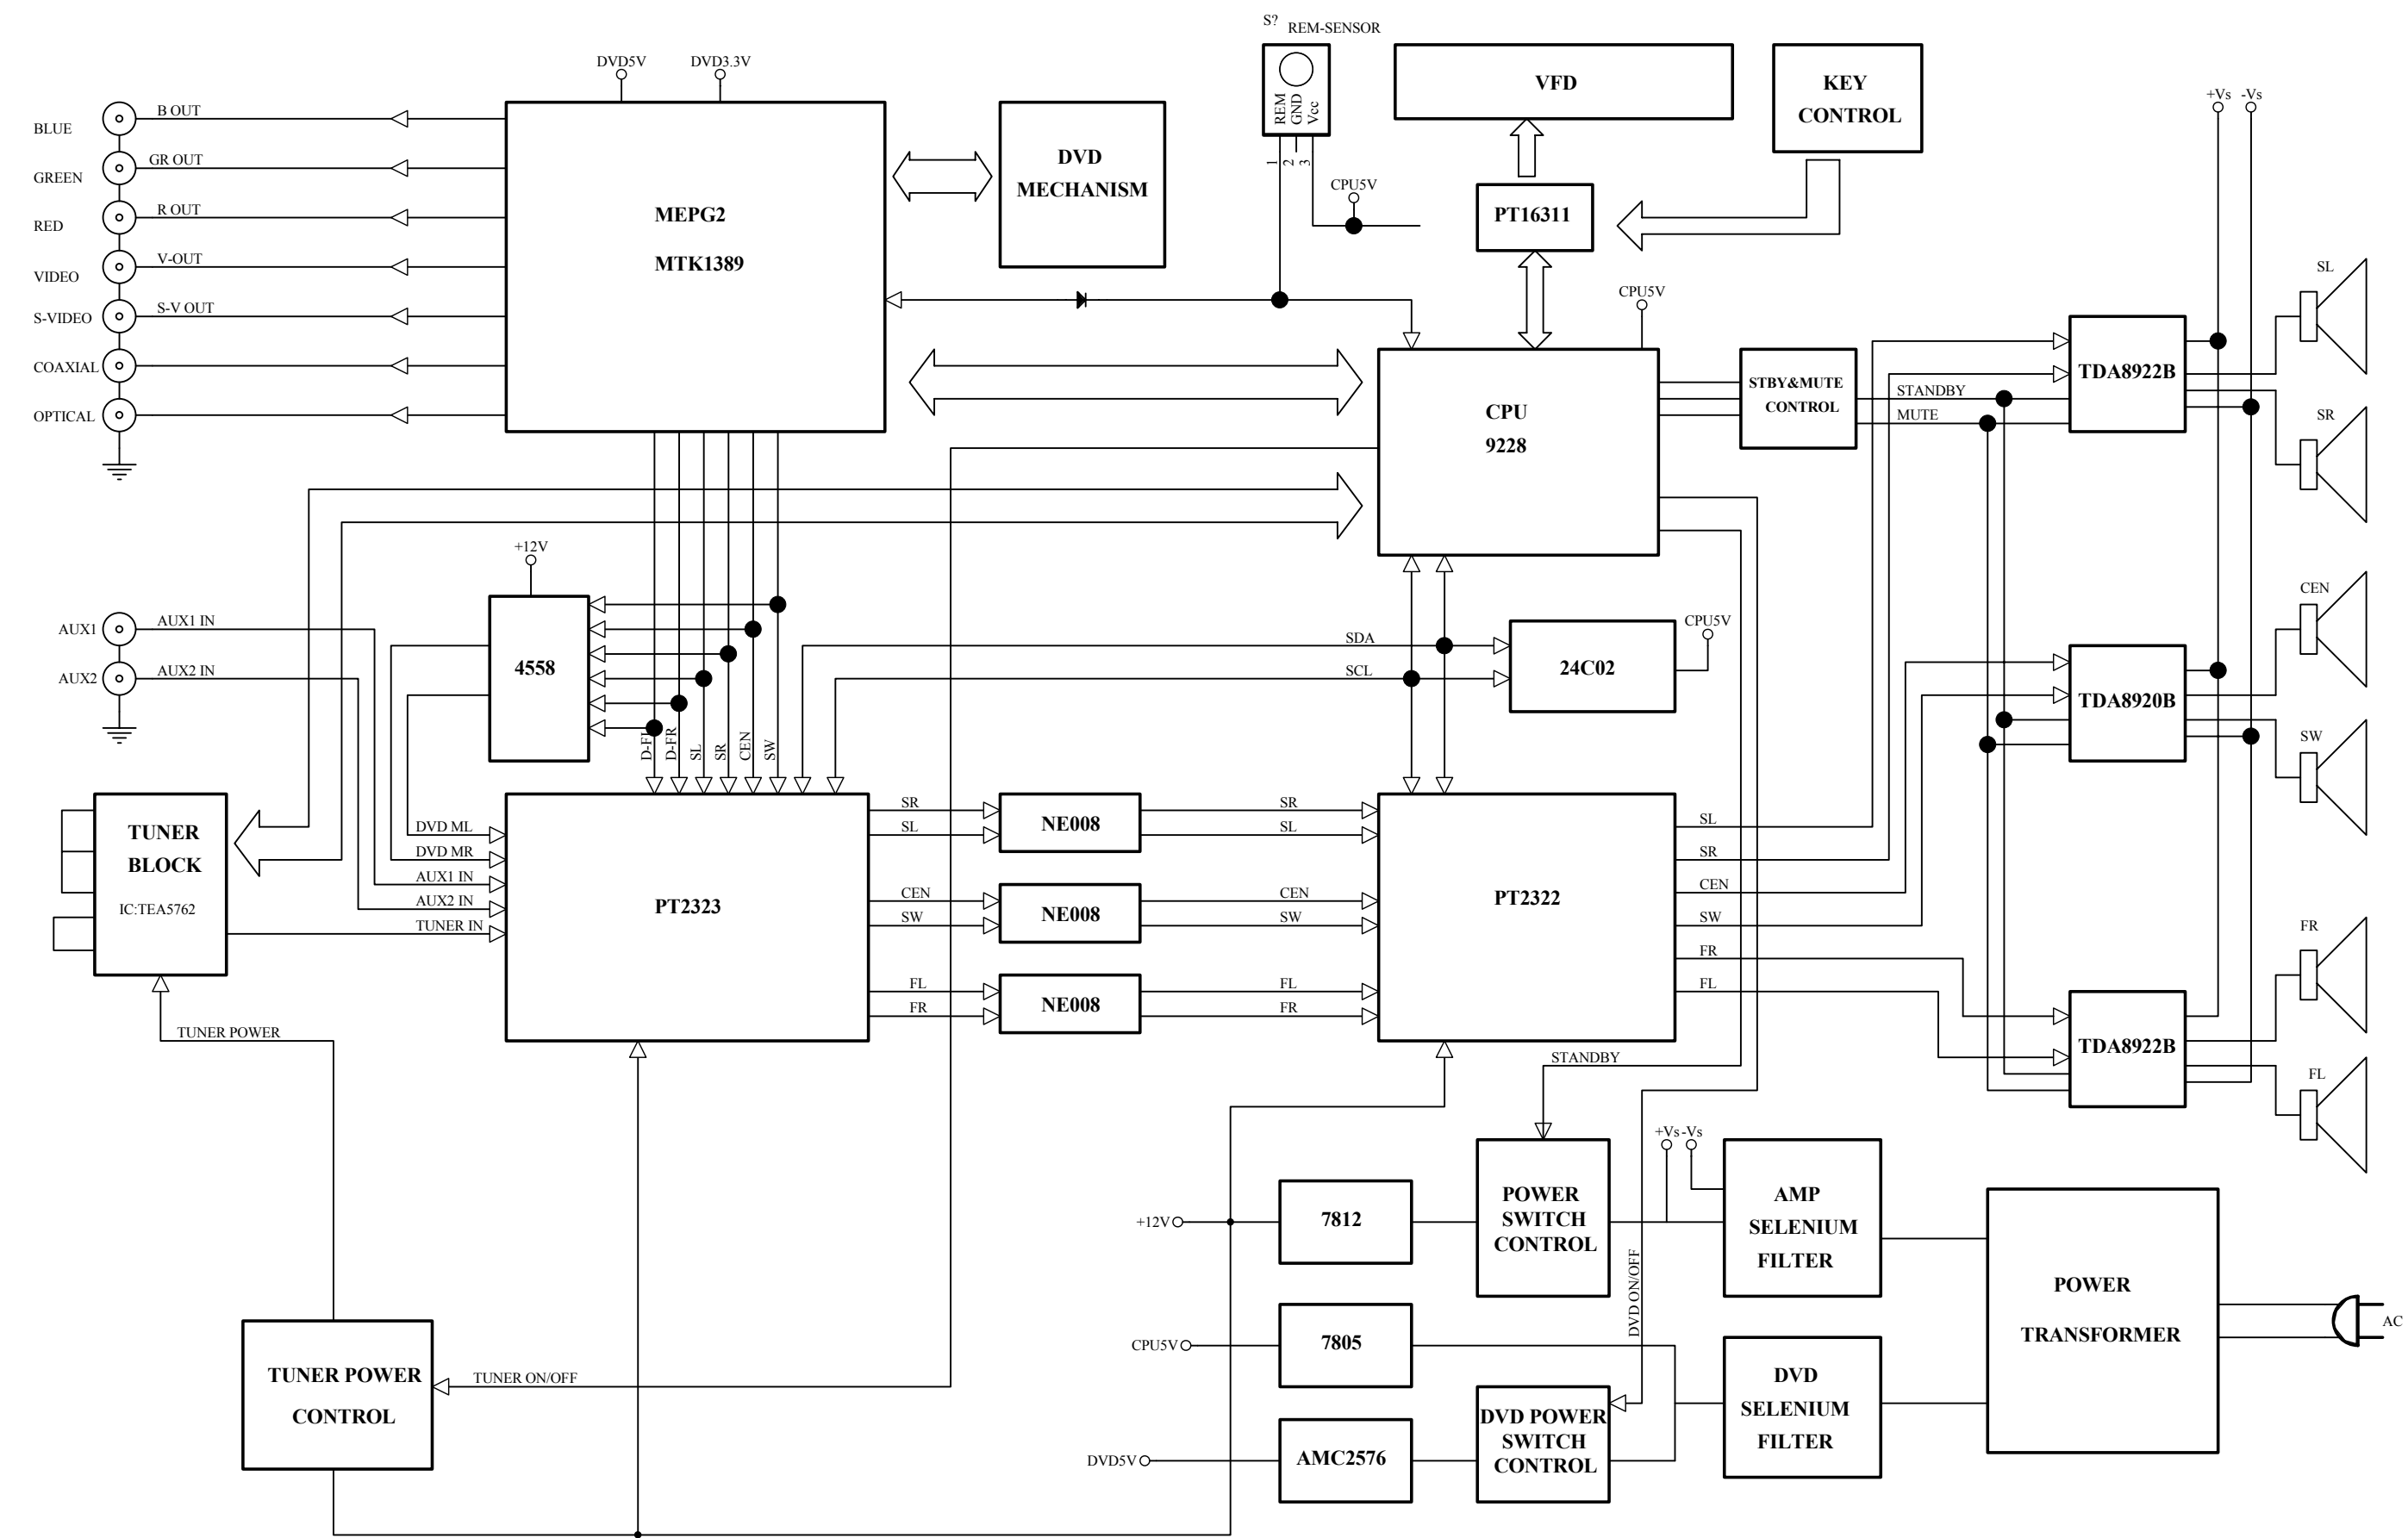 S?
REM-SENSOR
DVD5V
DVD3.3V
VFD
KEY
CONTROL
+Vs
-Vs
REM
GND
Vcc
1
2
3
BLUE
B OUT
GREEN
GR OUT
RED
R OUT
VIDEO
V-OUT
S-VIDEO
S-V OUT
COAXIAL
OPTICAL
MEPG2
MTK1389
DVD
MECHANISM
CPU5V
PT16311
CPU5V
CPU
9228
STBY&MUTE
CONTROL
STANDBY
MUTE
TDA8922B
SL
SR
+12V
4558
AUX1
AUX1 IN
AUX2
AUX2 IN
D-FL
D-FR
SL
SR
CEN
SW
SDA
SCL
24C02
CPU5V
TDA8920B
CEN
SW
TUNER
BLOCK
IC:TEA5762
DVD ML
DVD MR
AUX1 IN
AUX2 IN
TUNER IN
PT2323
SR
SL
NE008
SR
SL
CEN
SW
NE008
CEN
SW
FL
FR
NE008
FL
FR
PT2322
SL
SR
CEN
SW
FR
FL
TDA8922B
FR
FL
TUNER POWER
STANDBY
+Vs
-Vs
+12V
7812
POWER
SWITCH
CONTROL
AMP
SELENIUM
FILTER
POWER
TRANSFORMER
AC
DVD ON/OFF
CPU5V
7805
DVD
SELENIUM
FILTER
TUNER POWER
CONTROL
TUNER ON/OFF
DVD5V
AMC2576
DVD POWER
SWITCH
CONTROL